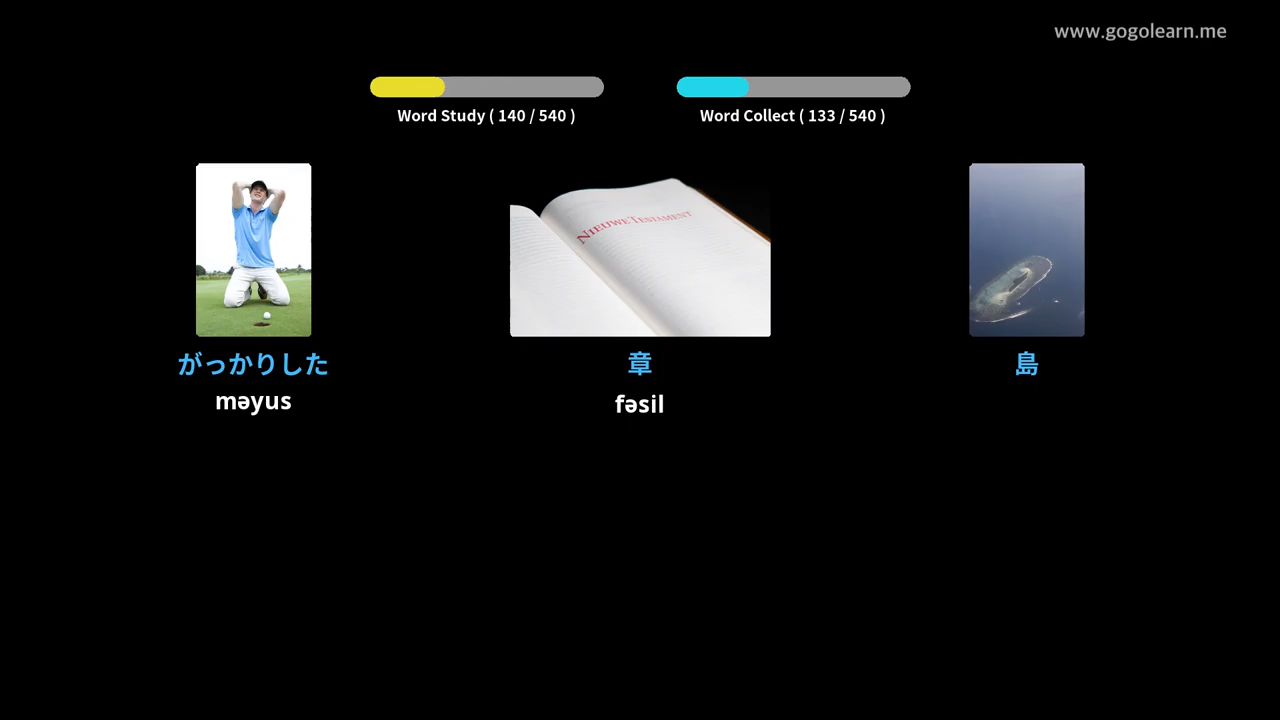 www.gogolearn.me
Word Study ( 140 / 540 )
Word Collect ( 133 / 540 )
NIEUWE TESTAMENT
がっかりした
章
島
məyus
fəsil